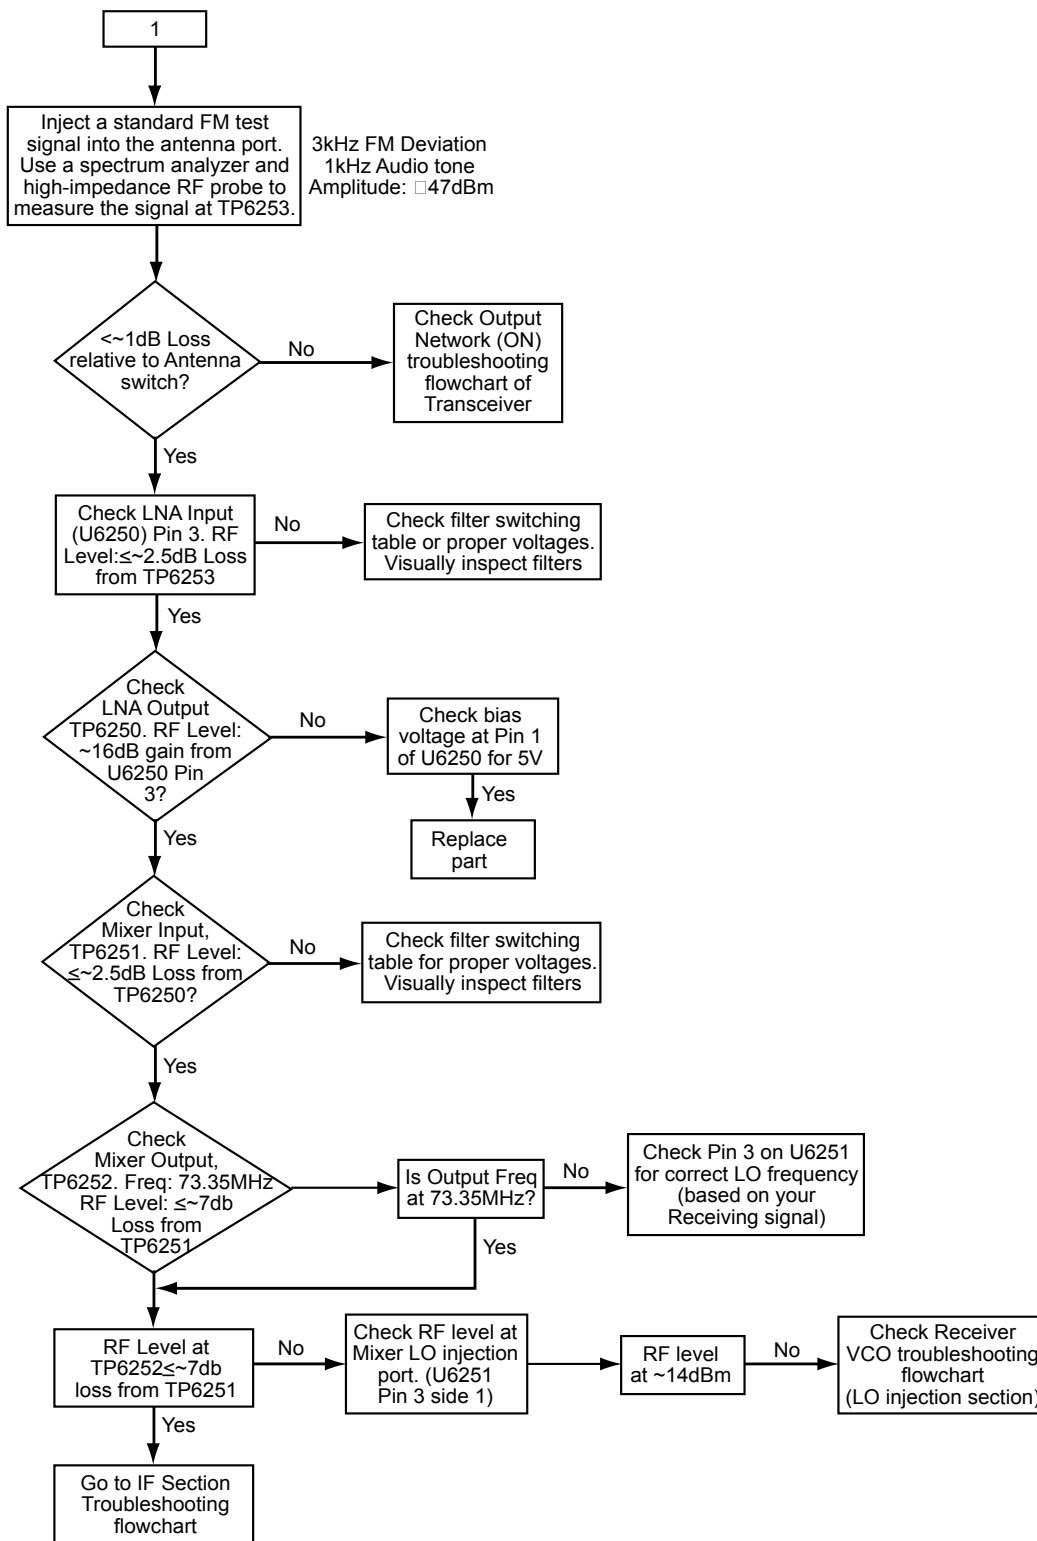 1
Inject a standard FM test
signal into the antenna port.
Use a spectrum analyzer and
high-impedance RF probe to
measure the signal at TP6253.
3kHz FM Deviation
1kHz Audio tone
Amplitude: □47dBm
<~1dB Loss
relative to Antenna
switch?
No
Check Output
Network (ON)
troubleshooting
flowchart of
Transceiver
Yes
Check LNA Input
(U6250) Pin 3. RF
Level:≤~2.5dB Loss
from TP6253
No
Check filter switching
table or proper voltages.
Visually inspect filters
Yes
Check
LNA Output
TP6250. RF Level:
~16dB gain from
U6250 Pin
3?
No
Check bias
voltage at Pin 1
of U6250 for 5V
Yes
Replace
part
Yes
Check
Mixer Input,
TP6251. RF Level:
≤~2.5dB Loss from
TP6250?
No
Check filter switching
table for proper voltages.
Visually inspect filters
Yes
Check
Mixer Output,
TP6252. Freq: 73.35MHz
RF Level: ≤~7db
Loss from
TP6251
Is Output Freq
at 73.35MHz?
No
Check Pin 3 on U6251
for correct LO frequency
(based on your
Receiving signal)
Yes
RF Level at
TP6252≤~7db
loss from TP6251
No
Check RF level at
Mixer LO injection
port. (U6251
Pin 3 side 1)
RF level
at ~14dBm
No
Check Receiver
VCO troubleshooting
flowchart
(LO injection section)
Yes
Go to IF Section
Troubleshooting
flowchart